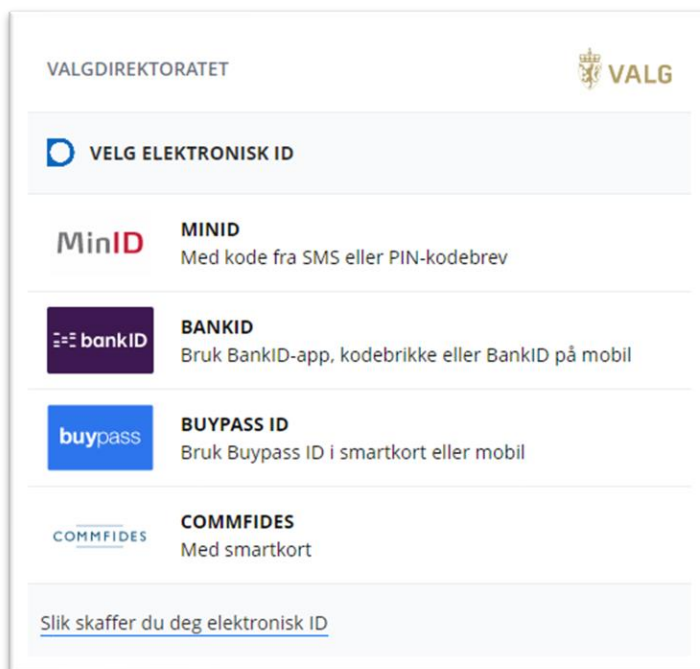 VALGDIREKTORATET
VALG
VELG ELEKTRONISK ID
MinID
MINID
Med kode fra SMS eller PIN-kodebrev
bankID
BANKID
Bruk BankID-app, kodebrikke eller BankID på mobil
buypass
BUYPASS ID
Bruk Buypass ID i smartkort eller mobil
COMMFIDES
COMMFIDES
Med smartkort
Slik skaffer du deg elektronisk ID